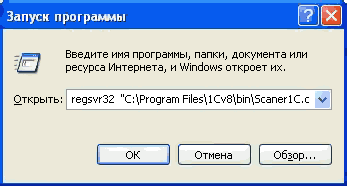 Запуск программы
Введите имя программы, папки, документа или
ресурса Интернета, и Windows откроет их.
Открыть: regsvr32 "C:\Program Files\1Cv8\bin\Scaner1C.c
ОК Отмена Обзор...